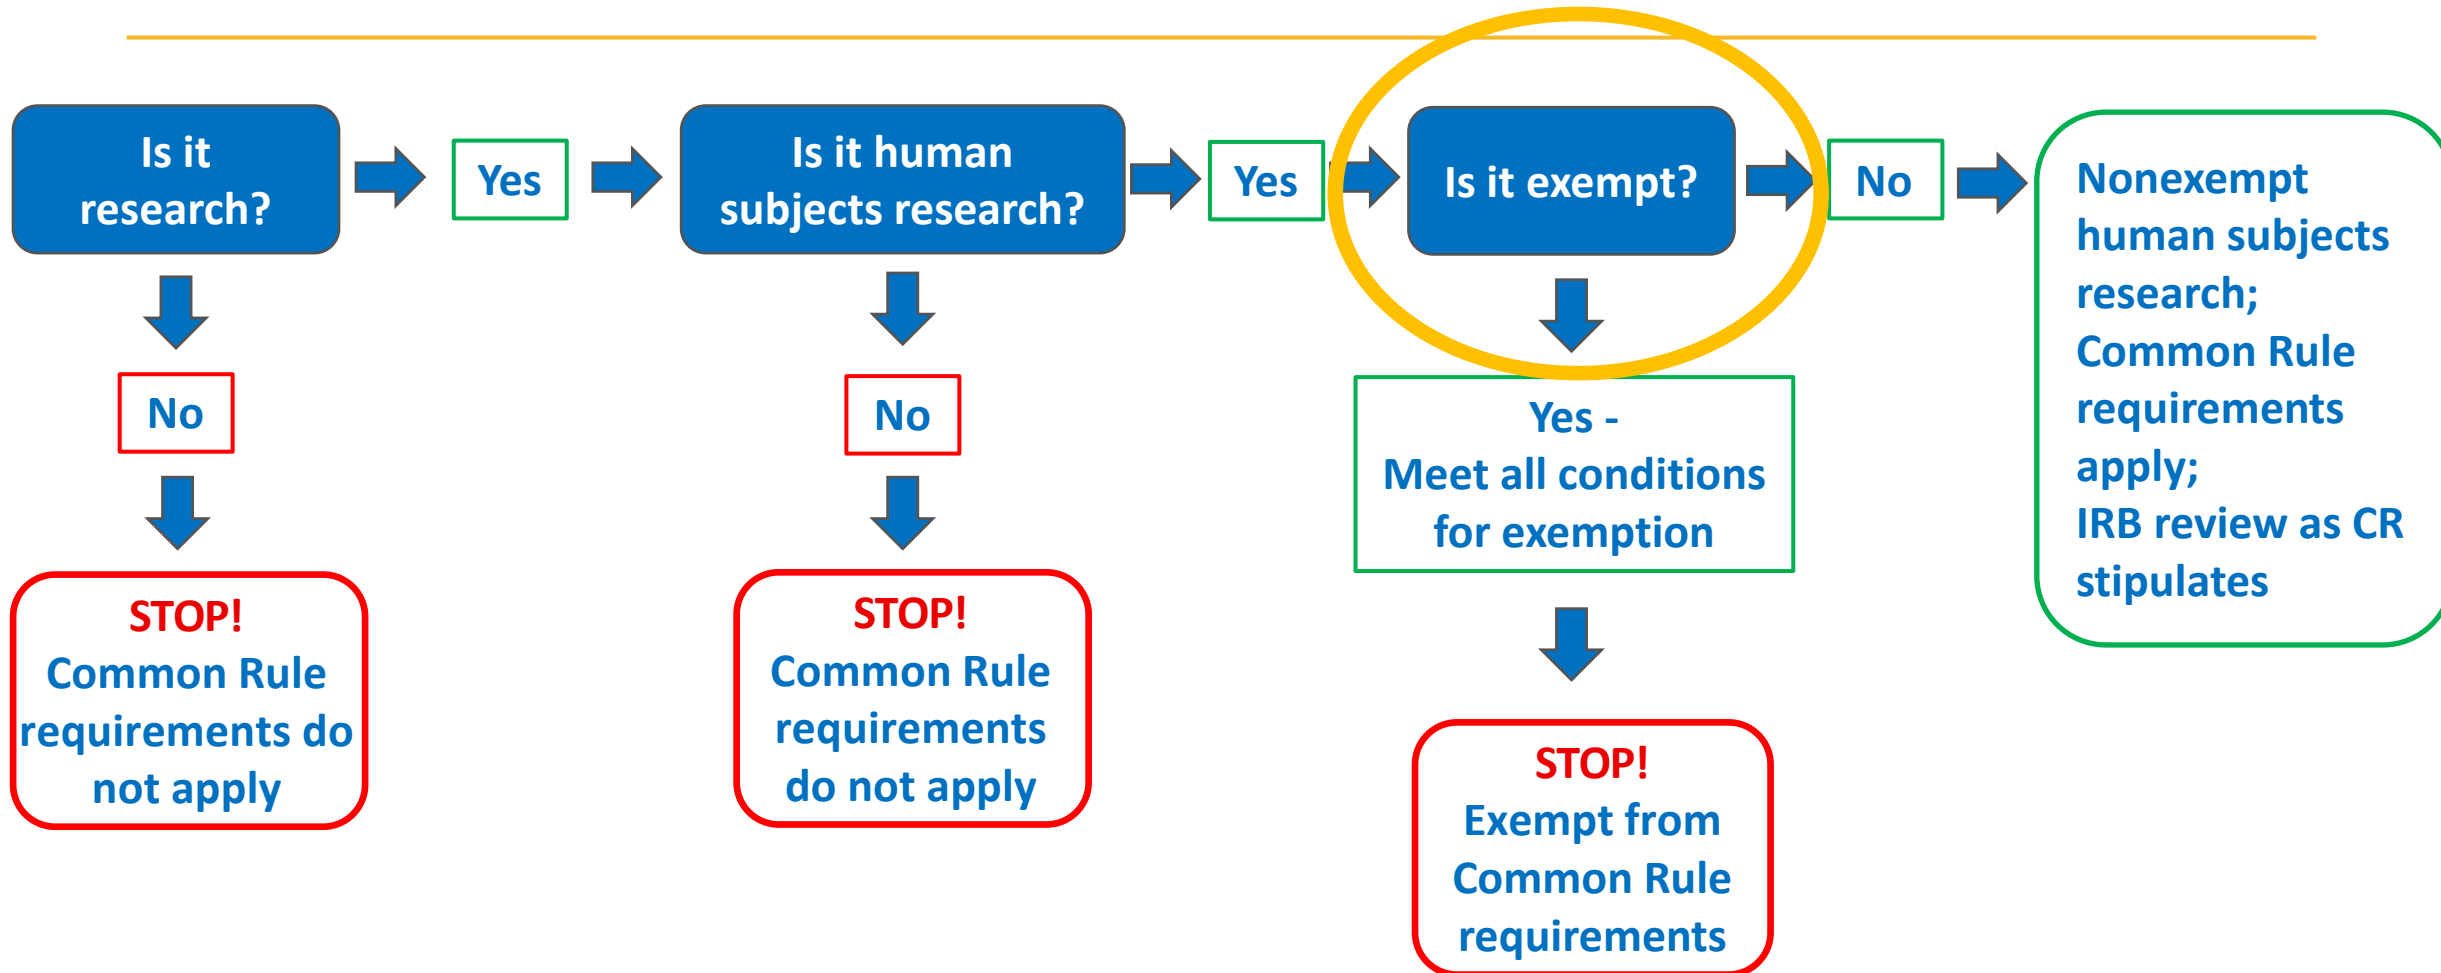 Is it
research?
Yes
Is it human
subjects research?
Yes
Is it exempt?
No
Nonexempt
human subjects
research;
Common Rule
requirements
apply;
IRB review as CR
stipulates
No
STOP!
Common Rule
requirements do
not apply
No
STOP!
Common Rule
requirements
do not apply
Yes -
Meet all conditions
for exemption
STOP!
Exempt from
Common Rule
requirements